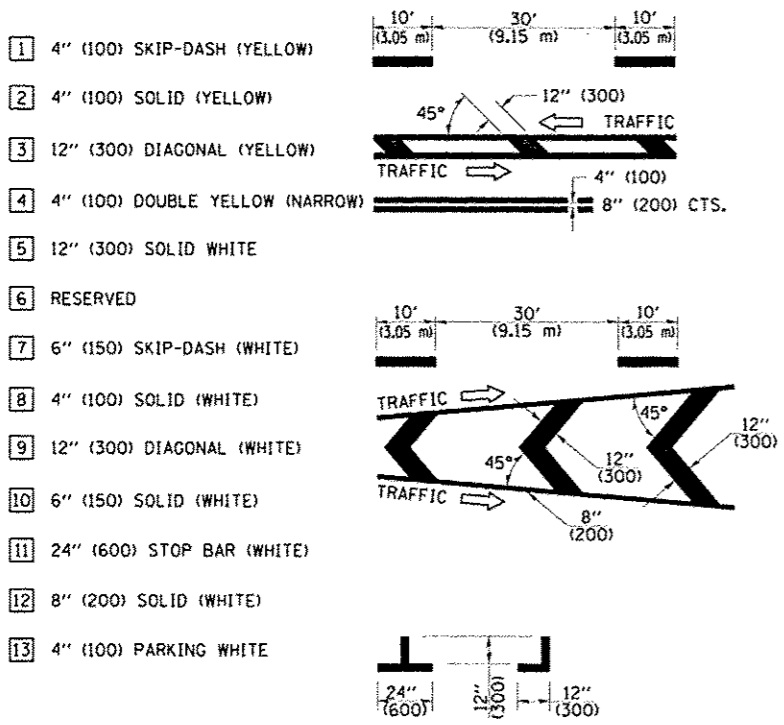 10' 30' 10'
(3.05 m) (9.15 m) (3.05 m)
1 4" (100) SKIP-DASH (YELLOW)
2 4" (100) SOLID (YELLOW)
45° 12" (300)
TRAFFIC
3 12" (300) DIAGONAL (YELLOW)
TRAFFIC
4 4" (100) DOUBLE YELLOW (NARROW)
4" (100)
8" (200) CTS.
5 12" (300) SOLID WHITE
6 RESERVED
10' 30' 10'
(3.05 m) (9.15 m) (3.05 m)
7 6" (150) SKIP-DASH (WHITE)
8 4" (100) SOLID (WHITE)
TRAFFIC
45°
12"
(300)
9 12" (300) DIAGONAL (WHITE)
45°
12"
(300)
10 6" (150) SOLID (WHITE)
TRAFFIC
8"
(200)
11 24" (600) STOP BAR (WHITE)
12 8" (200) SOLID (WHITE)
13 4" (100) PARKING WHITE
24"
(600)
12"
(300)
12"
(300)